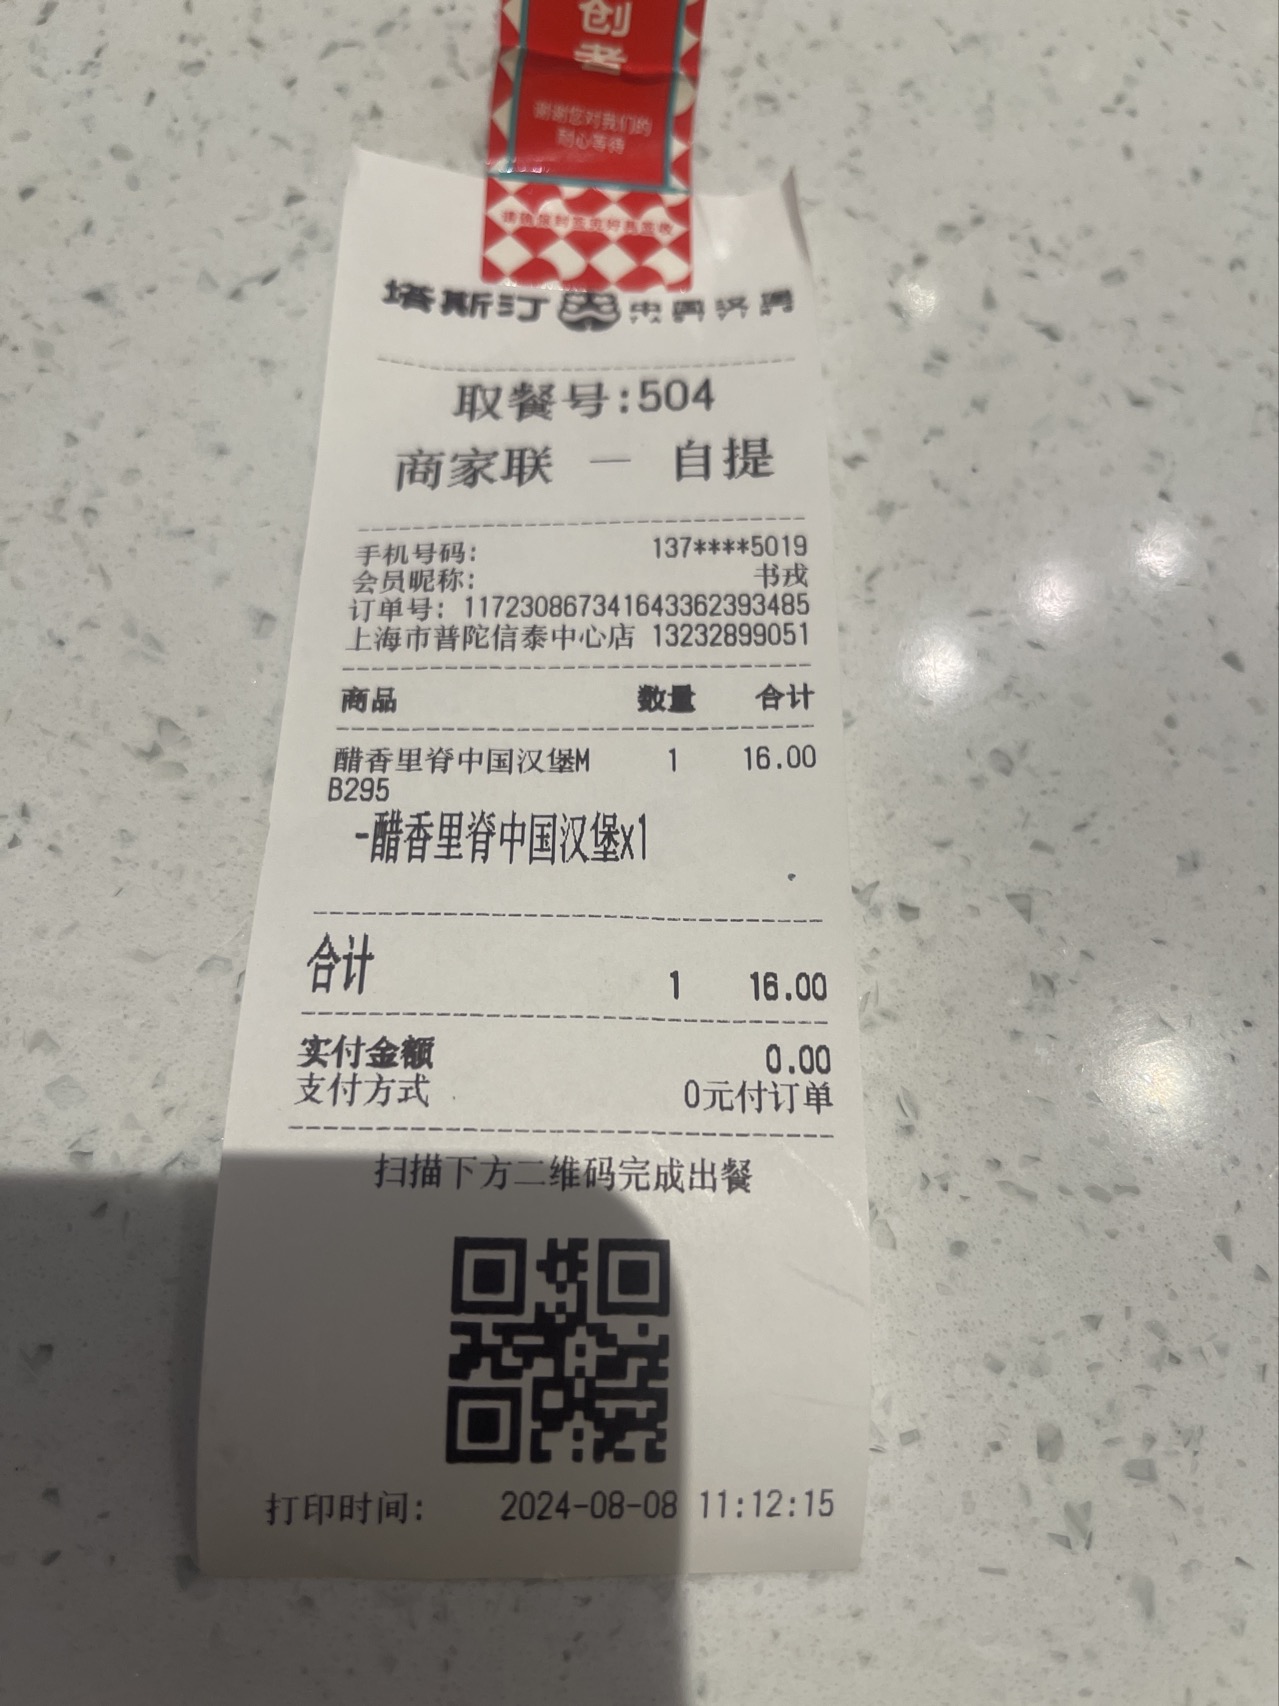 创
者
谢谢您对我们的
耐心等待
塔斯汀 中国汉堡
取餐号:504
商家联 — 自提
手机号码: 137****5019
会员昵称: 书戎
订单号: 117230867341643362393485
上海市普陀信泰中心店 13232899051
商品 数量 合计
醋香里脊中国汉堡M 1 16.00
B295
-醋香里脊中国汉堡x1
合计 1 16.00
实付金额 0.00
支付方式 0元付订单
扫描下方二维码完成出餐
打印时间: 2024-08-08 11:12:15